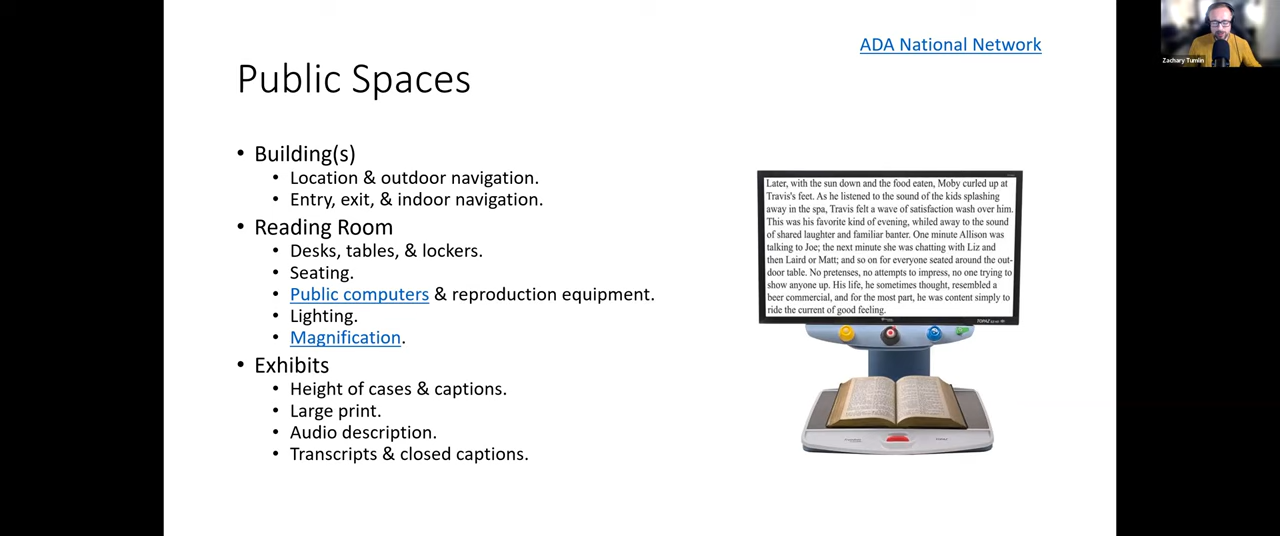 ADA National Network
Zachary Tumlin
Public Spaces
• Building(s)
• Location & outdoor navigation.
• Entry, exit, & indoor navigation.
• Reading Room
• Desks, tables, & lockers.
• Seating.
• Public computers & reproduction equipment.
• Lighting.
• Magnification.
• Exhibits
• Height of cases & captions.
• Large print.
• Audio description.
• Transcripts & closed captions.
Later, with the sun down and the food eaten, Moby curled up at
Travis's feet. As he listened to the sound of the kids splashing
away in the spa, Travis felt a wave of satisfaction wash over him.
This was his favorite kind of evening, whiled away to the sound
of shared laughter and familiar banter. One minute Allison was
talking to Joe; the next minute she was chatting with Liz and
then Laird or Matt; and so on for everyone seated around the out-
door table. No pretenses, no attempts to impress, no one trying to
show anyone up. His life, he sometimes thought, resembled a
beer commercial, and for the most part, he was content simply to
ride the current of good feeling.
TOPAZ